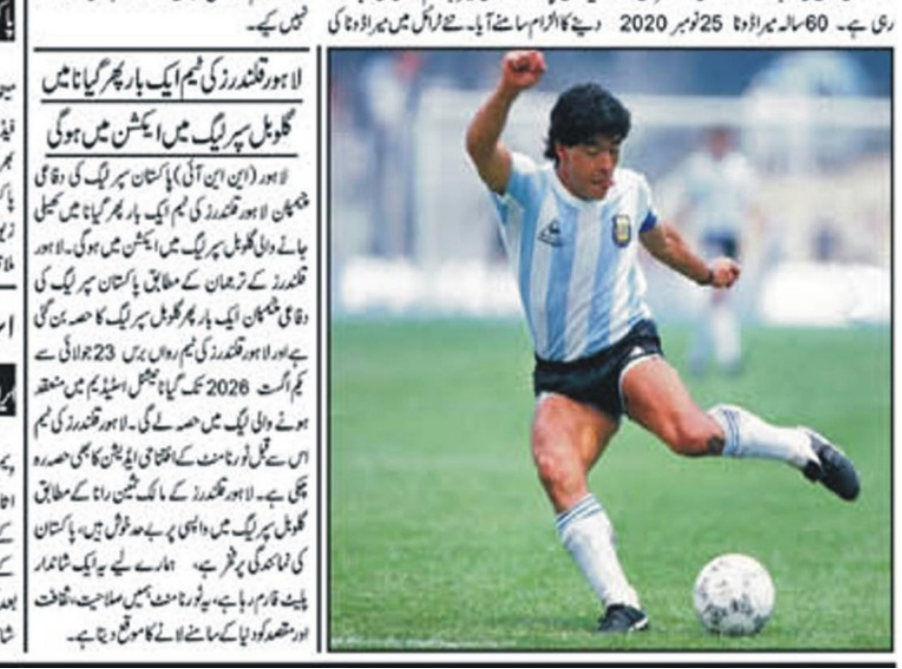 رہی ہے۔ 60سالہ میراڈونا 25نومبر 2020
دینے کا الزام سامنے آیا۔ نئے ٹرائل میں میراڈونا کی
نہیں کیے۔
لاہور قلندرز کی ٹیم ایک بار پھر گیانا میں
گلوبل سپر لیگ میں ایکشن میں ہوگی
لاہور (این این آئی) پاکستان سپر لیگ کی دفاعی
چیمپئن لاہور قلندرز کی ٹیم ایک بار پھر گیانا میں کھیلی
جانے والی گلوبل سپر لیگ میں ایکشن میں ہوگی۔ لاہور
قلندرز کے ترجمان کے مطابق پاکستان سپر لیگ کی
دفاعی چیمپئن ایک بار پھر گلوبل سپر لیگ کا حصہ بن گئی
ہے اور لاہور قلندرز کی ٹیم رواں برس 23جولائی سے
یکم اگست 2026 تک گیانا نیشنل اسٹیڈیم میں منعقد
ہونے والی لیگ میں حصہ لے گی۔ لاہور قلندرز کی ٹیم
اس سے قبل ٹورنامنٹ کے افتتاحی ایڈیشن کا بھی حصہ رہ
چکی ہے۔ لاہور قلندرز کے مالک ثمین رانا کے مطابق
گلوبل سپر لیگ میں واپسی پر بے حد خوش ہیں، پاکستان
کی نمائندگی پر فخر ہے، ہمارے لیے یہ ایک شاندار
پلیٹ فارم رہا ہے، یہ ٹورنامنٹ ہمیں صلاحیت، ثقافت
اور مقصد کو دنیا کے سامنے لانے کا موقع دیتا ہے۔